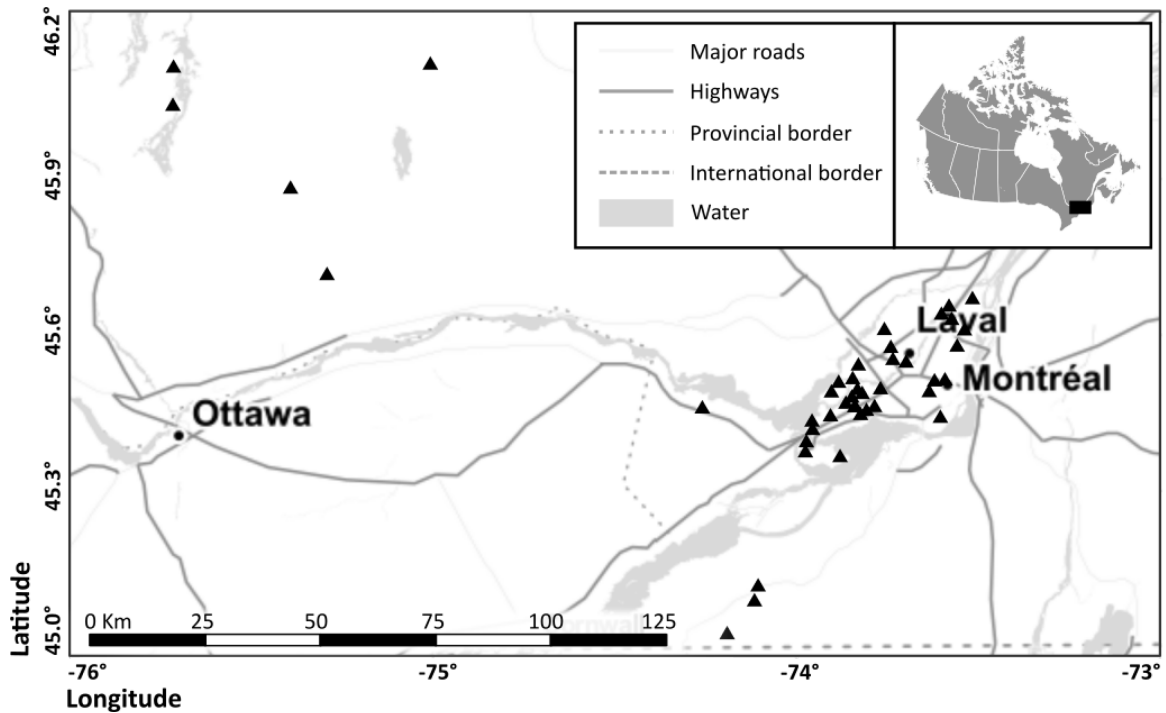 46.2°
45.9°
45.6°
45.3°
45.0°
Latitude
Major roads
Highways
Provincial border
International border
Water
Laval
Montréal
Ottawa
0 Km 25 50 75 100 125
-76° -75° -74° -73°
Longitude